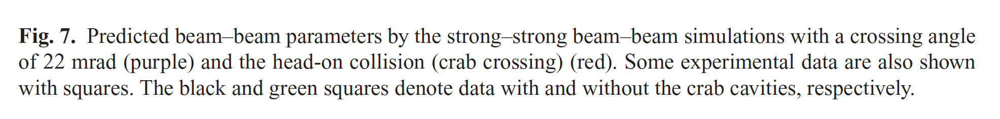 Fig. 7. Predicted beam–beam parameters by the strong–strong beam–beam simulations with a crossing angle
of 22 mrad (purple) and the head-on collision (crab crossing) (red). Some experimental data are also shown
with squares. The black and green squares denote data with and without the crab cavities, respectively.